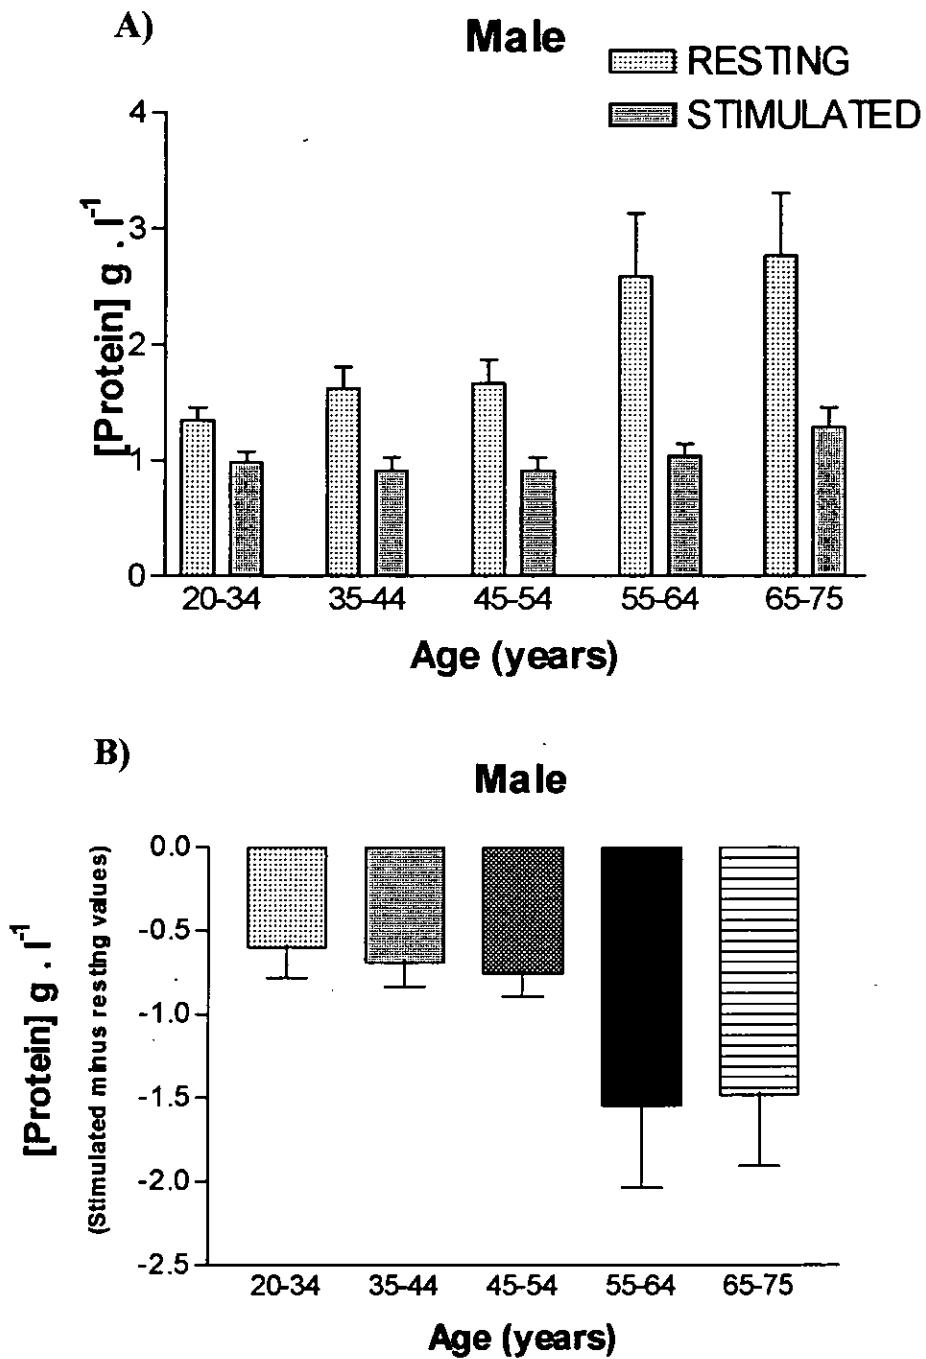 A)
Male
RESTING
STIMULATED
[Protein] g . l⁻¹
4
3
2
1
0
20-34 35-44 45-54 55-64 65-75
Age (years)
B)
Male
[Protein] g . l⁻¹
(Stimulated minus resting values)
0.0
-0.5
-1.0
-1.5
-2.0
-2.5
20-34 35-44 45-54 55-64 65-75
Age (years)